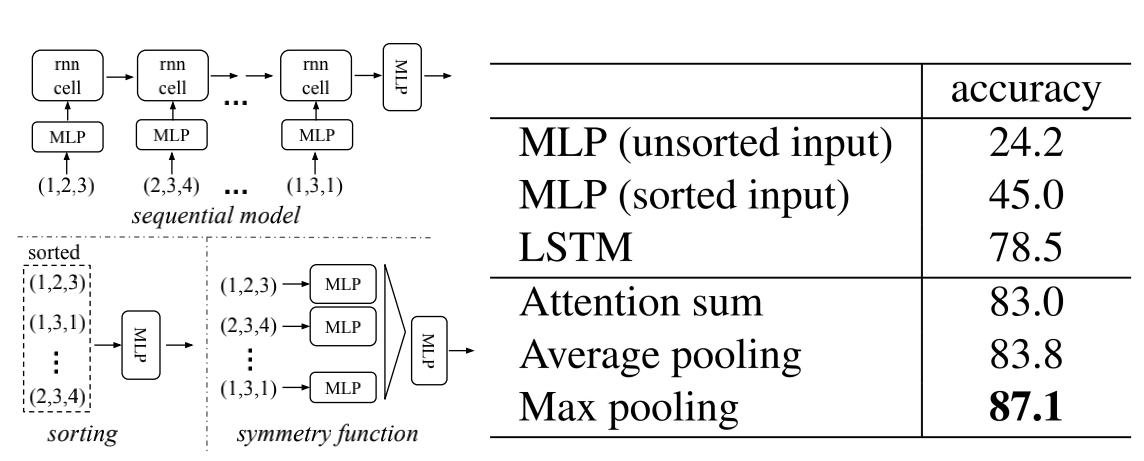 rnn cell
rnn cell
rnn cell
MLP
...
MLP
MLP
MLP
(1,2,3)
(2,3,4)
...
(1,3,1)
sequential model
sorted
(1,2,3)
(1,3,1)
⋮
(2,3,4)
MLP
sorting
(1,2,3)
MLP
(2,3,4)
MLP
⋮
(1,3,1)
MLP
MLP
symmetry function
accuracy
MLP (unsorted input) 24.2
MLP (sorted input) 45.0
LSTM 78.5
Attention sum 83.0
Average pooling 83.8
Max pooling 87.1